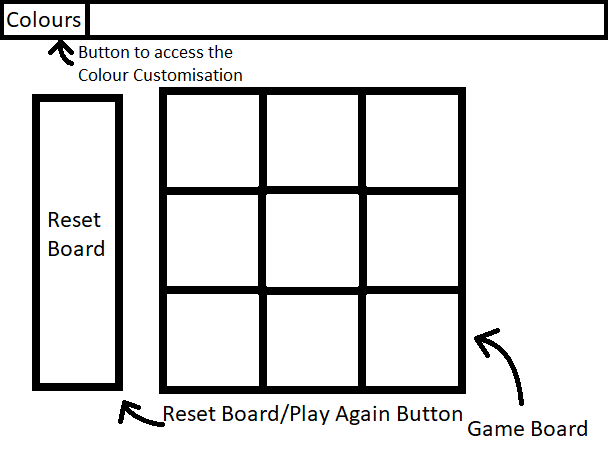 Colours
Button to access the
Colour Customisation
Reset
Board
Reset Board/Play Again Button
Game Board